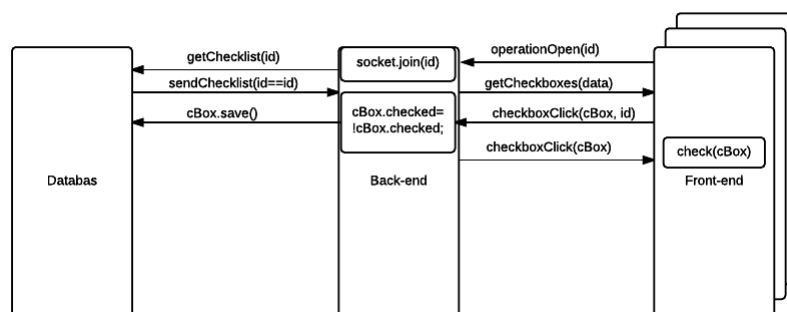 getChecklist(id)
socket.join(id)
operationOpen(id)
sendChecklist(id==id)
getCheckboxes(data)
cBox.save()
cBox.checked=
!cBox.checked;
checkboxClick(cBox, id)
checkboxClick(cBox)
check(cBox)
Databas
Back-end
Front-end